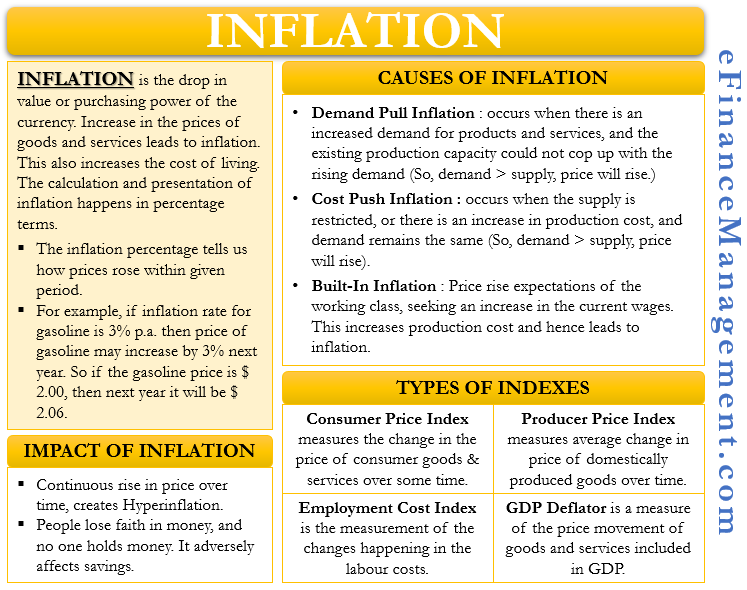 INFLATION
INFLATION is the drop in
value or purchasing power of the
currency. Increase in the prices of
goods and services leads to inflation.
This also increases the cost of living.
The calculation and presentation of
inflation happens in percentage
terms.
▪ The inflation percentage tells us
how prices rose within given
period.
▪ For example, if inflation rate for
gasoline is 3% p.a. then price of
gasoline may increase by 3% next
year. So if the gasoline price is $
2.00, then next year it will be $
2.06.
IMPACT OF INFLATION
▪ Continuous rise in price over
time, creates Hyperinflation.
▪ People lose faith in money, and
no one holds money. It adversely
affects savings.
CAUSES OF INFLATION
• Demand Pull Inflation : occurs when there is an
increased demand for products and services, and the
existing production capacity could not cop up with the
rising demand (So, demand > supply, price will rise.)
• Cost Push Inflation : occurs when the supply is
restricted, or there is an increase in production cost, and
demand remains the same (So, demand > supply, price
will rise).
• Built-In Inflation : Price rise expectations of the
working class, seeking an increase in the current wages.
This increases production cost and hence leads to
inflation.
TYPES OF INDEXES
Consumer Price Index
measures the change in the
price of consumer goods &
services over some time.
Producer Price Index
measures average change in
price of domestically
produced goods over time.
Employment Cost Index
is the measurement of the
changes happening in the
labour costs.
GDP Deflator is a measure
of the price movement of
goods and services included
in GDP.
eFinanceManagement.com